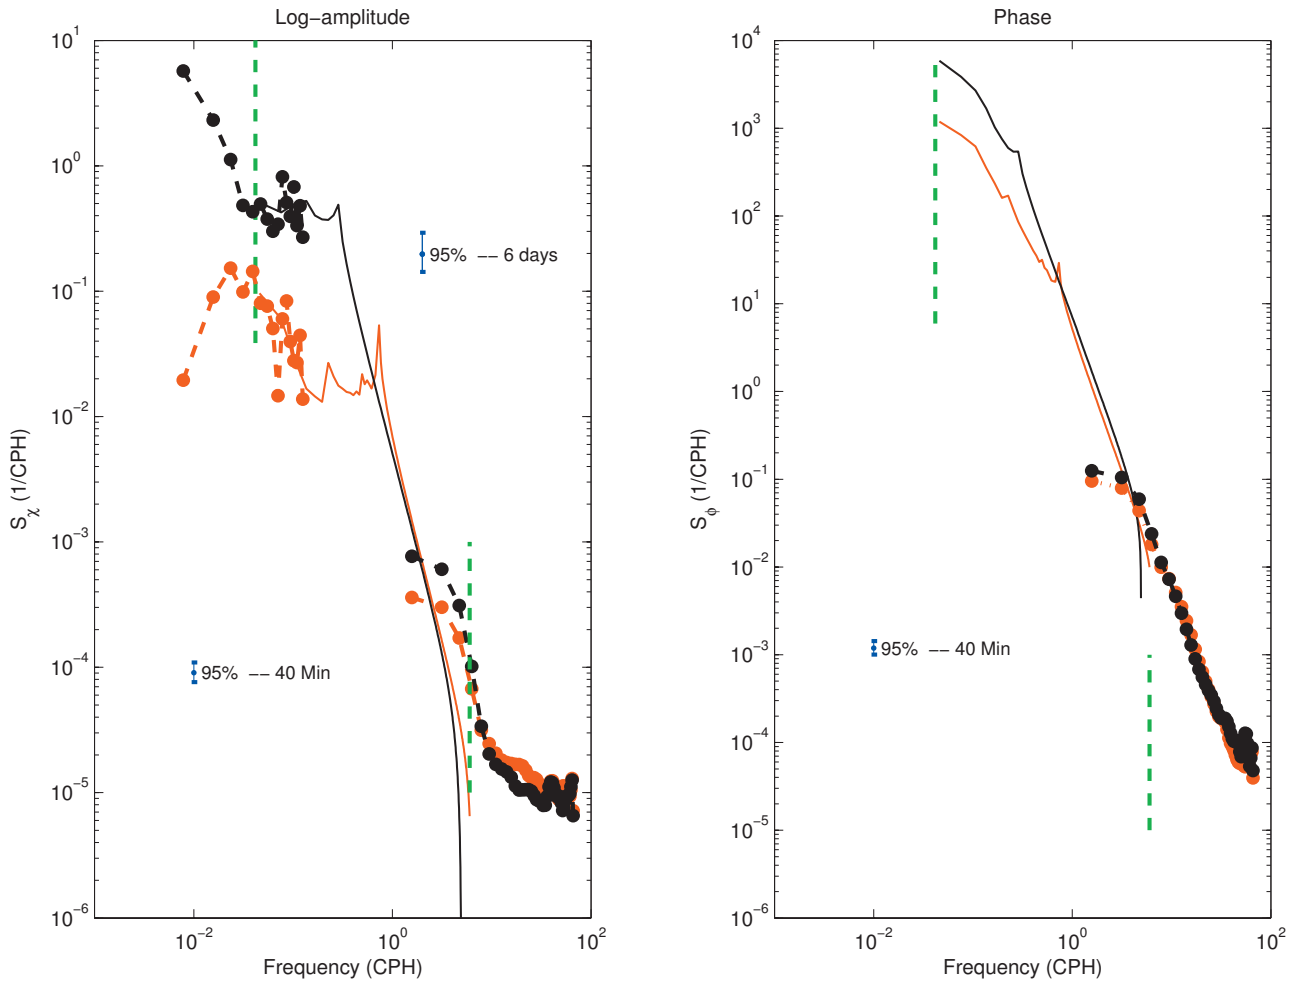 Log−amplitude
10^1
10^0
10^−1
10^−2
10^−3
10^−4
10^−5
10^−6
S_χ (1/CPH)
95% −− 6 days
95% −− 40 Min
10^−2
10^0
10^2
Frequency (CPH)
Phase
10^4
10^3
10^2
10^1
10^0
10^−1
10^−2
10^−3
10^−4
10^−5
10^−6
S_ϕ (1/CPH)
95% −− 40 Min
10^−2
10^0
10^2
Frequency (CPH)